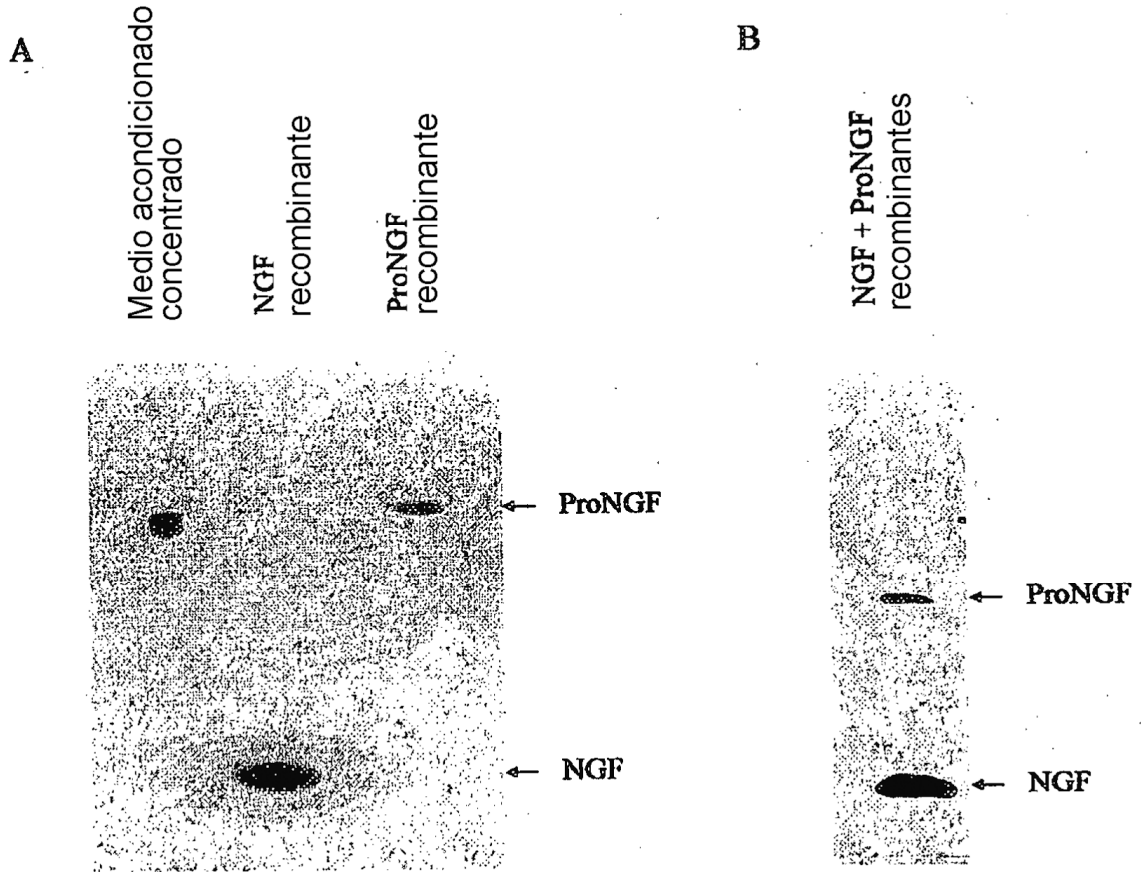 A
Medio acondicionado
concentrado
NGF
recombinante
ProNGF
recombinante
ProNGF
NGF
B
NGF + ProNGF
recombinantes
ProNGF
NGF